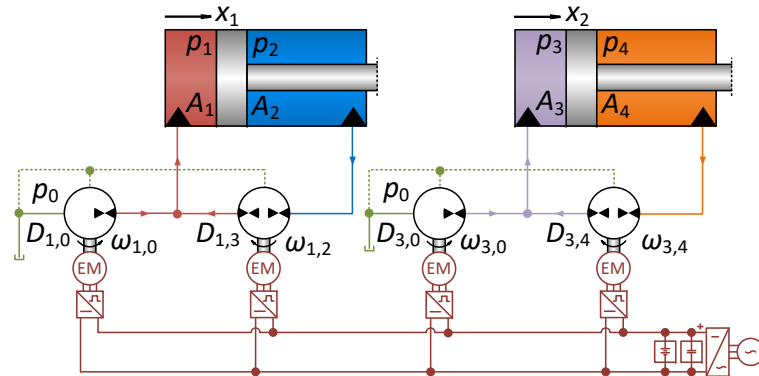 x1 x2
p1 p2 p3 p4
A1 A2 A3 A4
p0 p0
D1,0 ω1,0 D1,3 ω1,2 D3,0 ω3,0 D3,4 ω3,4
EM EM EM EM
+